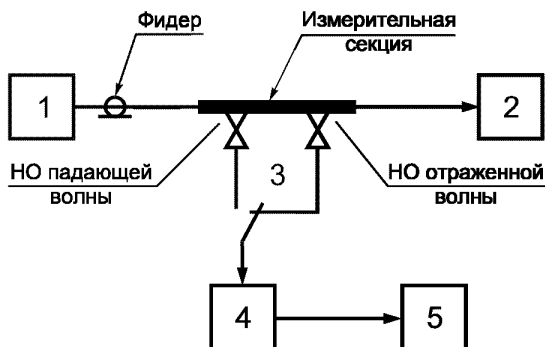 Фидер
Измерительная
секция
1
2
НО падающей
волны
3
НО отраженной
волны
4
5